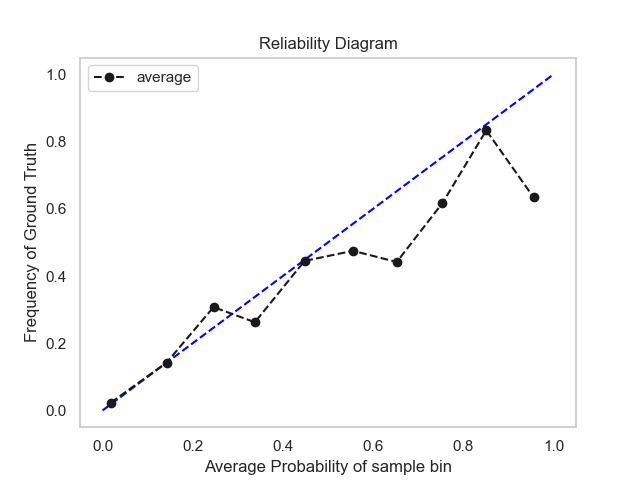 Reliability Diagram
average
Frequency of Ground Truth
1.0
0.8
0.6
0.4
0.2
0.0
0.0 0.2 0.4 0.6 0.8 1.0
Average Probability of sample bin